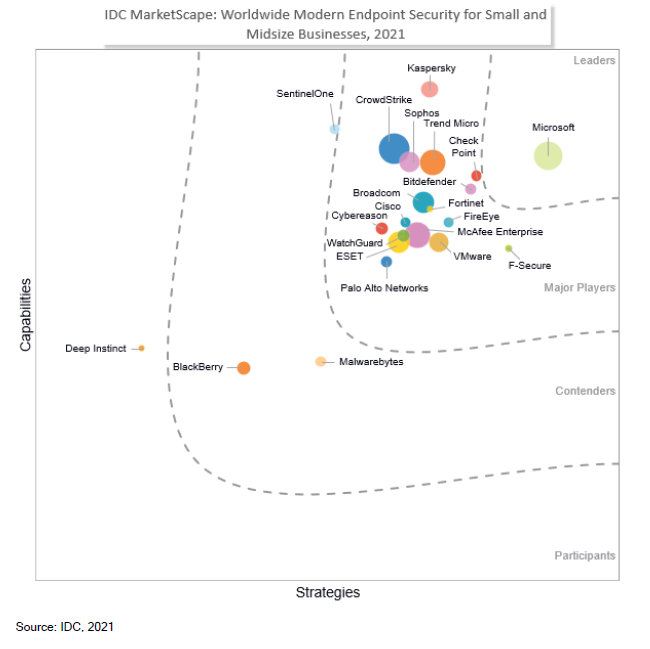 IDC MarketScape: Worldwide Modern Endpoint Security for Small and
Midsize Businesses, 2021
Leaders
Kaspersky
SentinelOne
CrowdStrike
Sophos
Trend Micro
Microsoft
Check
Point
Bitdefender
Broadcom
Fortinet
Cisco
Cybereason
FireEye
McAfee Enterprise
WatchGuard
ESET
VMware
F-Secure
Palo Alto Networks
Major Players
Deep Instinct
BlackBerry
Malwarebytes
Contenders
Participants
Capabilities
Strategies
Source: IDC, 2021